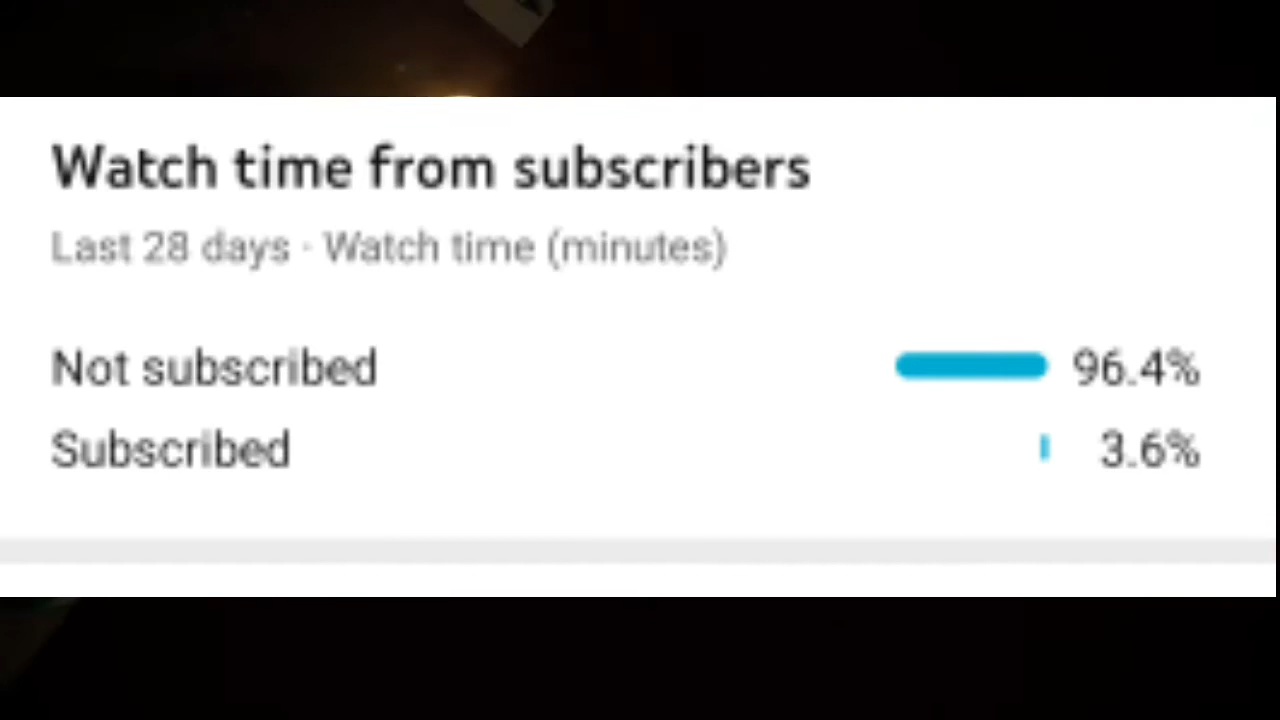 Watch time from subscribers
Last 28 days · Watch time (minutes)
Not subscribed 96.4%
Subscribed 3.6%